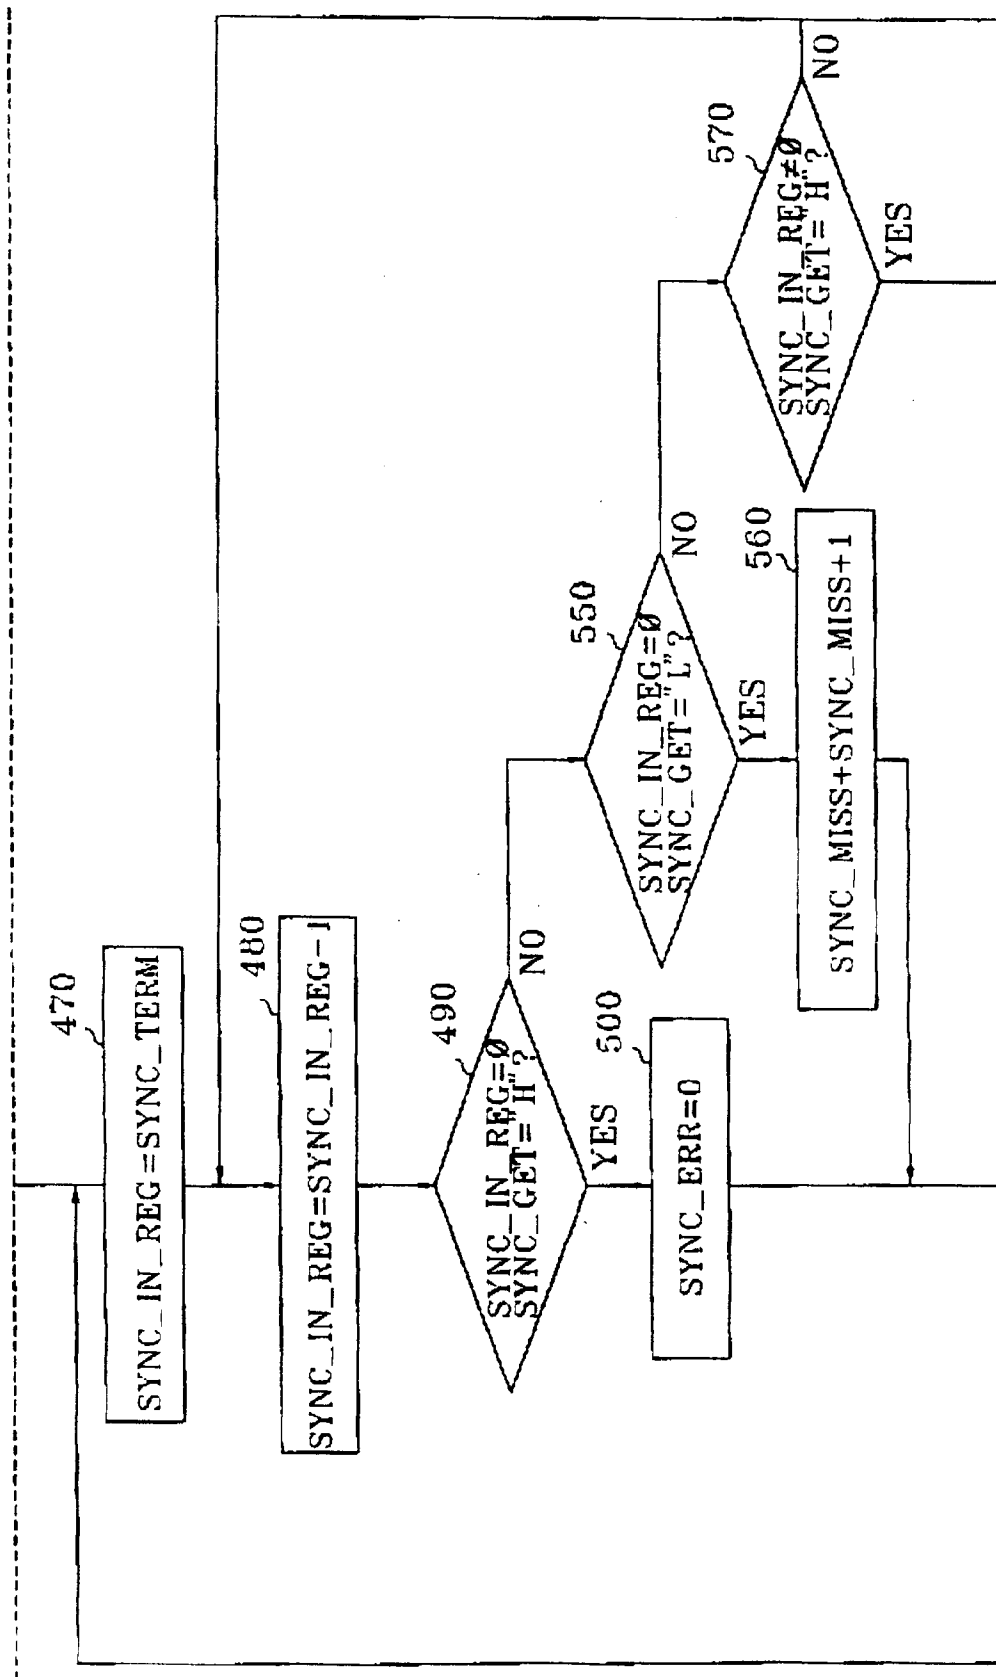 470
SYNC_IN_REG=SYNC_TERM
480
SYNC_IN_REG=SYNC_IN_REG-1
490
SYNC_IN_REG=Ø
SYNC_GET="H"?
NO
YES
500
SYNC_ERR=0
550
SYNC_IN_REG=Ø
SYNC_GET="L"?
NO
YES
560
SYNC_MISS+SYNC_MISS+1
570
SYNC_IN_REG≠Ø
SYNC_GET="H"?
NO
YES